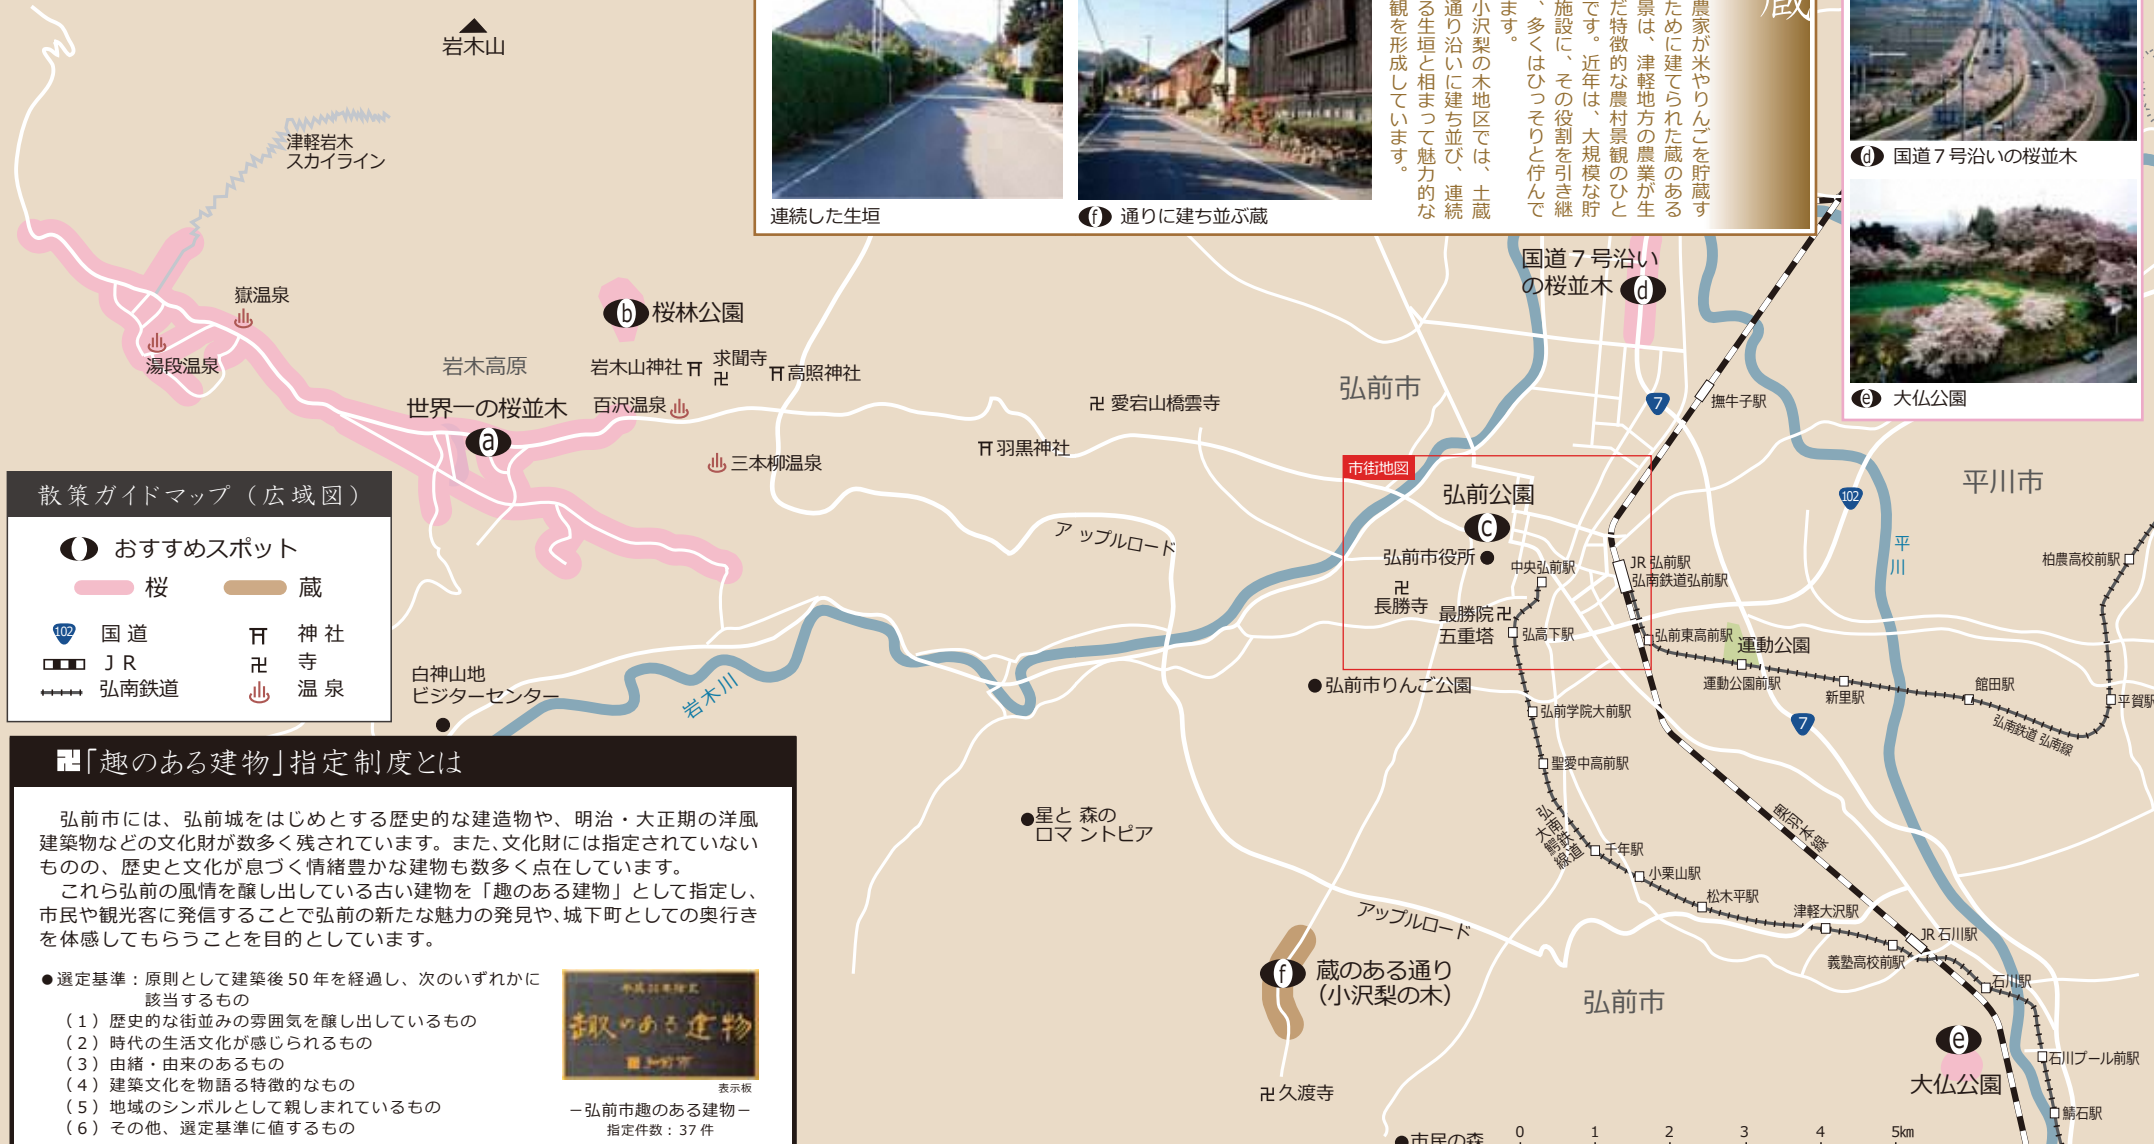 岩木山
津軽岩木
スカイライン
嶽温泉
湯段温泉
連続した生垣
f 通りに建ち並ぶ蔵
蔵
農家が米やりんごを貯蔵す
ために建てられた蔵のある
景は、津軽地方の農業が生
だ特徴的な農村景観のひと
です。近年は、大規模な貯
施設に、その役割を引き継
、多くはひっそりと佇んで
ます。
小沢梨の木地区では、土蔵
通り沿いに建ち並び、連続
る生垣と相まって魅力的な
観を形成しています。
d 国道７号沿いの桜並木
e 大仏公園
国道７号沿い
の桜並木 d
b 桜林公園
岩木高原
岩木山神社
求聞寺
高照神社
世界一の桜並木
a
百沢温泉
三本柳温泉
愛宕山橋雲寺
羽黒神社
弘前市
7
撫牛子駅
平川市
102
平川
アップルロード
市街地図
弘前公園
c
弘前市役所
中央弘前駅
JR 弘前駅
弘南鉄道弘前駅
長勝寺
最勝院
五重塔
弘高下駅
弘前東高前駅
運動公園
運動公園前駅
新里駅
館田駅
柏農高校前駅
平賀駅
弘南鉄道 弘南線
7
弘前市りんご公園
弘前学院大前駅
聖愛中高前駅
弘南鉄道
大鰐線
千年駅
小栗山駅
松木平駅
津軽大沢駅
奥羽本線
JR 石川駅
義塾高校前駅
石川駅
石川プール前駅
鯖石駅
e
大仏公園
弘前市
アップルロード
f 蔵のある通り
（小沢梨の木）
久渡寺
市民の森
0 1 2 3 4 5km
星と 森の
ロマ ントピア
岩木川
白神山地
ビジターセンター
散策ガイドマップ（広域図）
おすすめスポット
桜 蔵
102 国道 神社
ＪＲ 寺
弘南鉄道 温泉
「趣のある建物」指定制度とは
弘前市には、弘前城をはじめとする歴史的な建造物や、明治・大正期の洋風
建築物などの文化財が数多く残されています。また、文化財には指定されていない
ものの、歴史と文化が息づく情緒豊かな建物も数多く点在しています。
これら弘前の風情を醸し出している古い建物を「趣のある建物」として指定し、
市民や観光客に発信することで弘前の新たな魅力の発見や、城下町としての奥行き
を体感してもらうことを目的としています。
●選定基準：原則として建築後 50 年を経過し、次のいずれかに
該当するもの
（１）歴史的な街並みの雰囲気を醸し出しているもの
（２）時代の生活文化が感じられるもの
（３）由緒・由来のあるもの
（４）建築文化を物語る特徴的なもの
（５）地域のシンボルとして親しまれているもの
（６）その他、選定基準に値するもの
趣のある建物
表示板
－弘前市趣のある建物－
指定件数：37 件